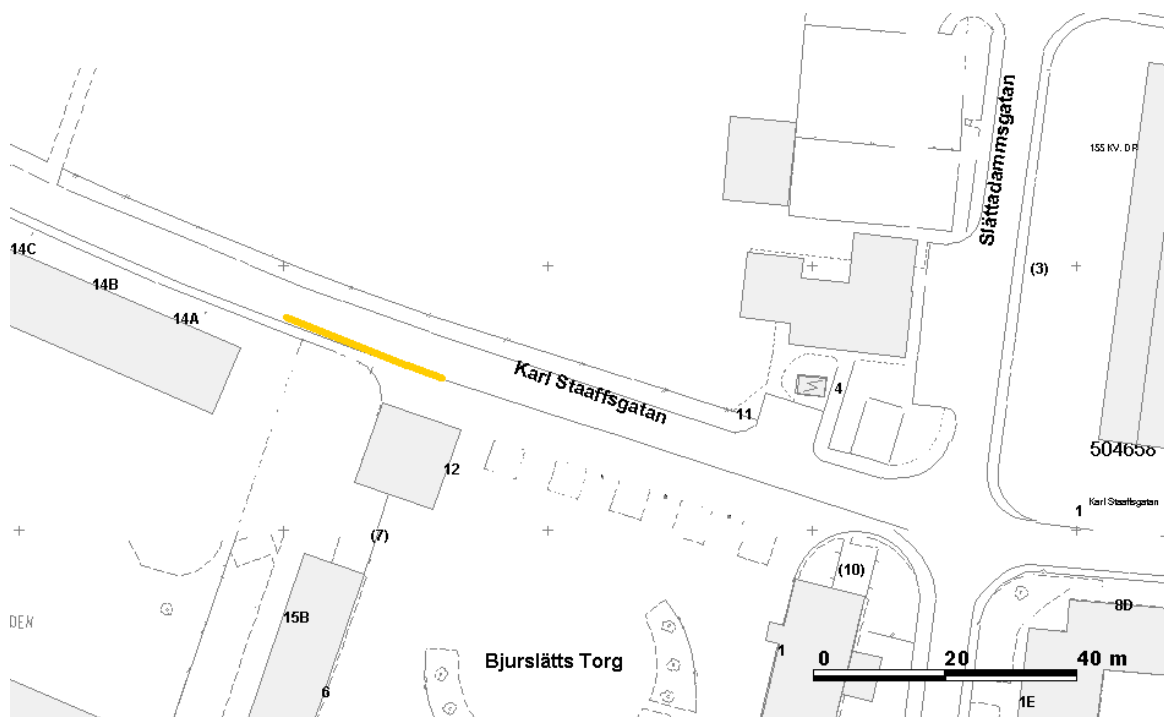 155 KV. DP
Slättadammsgatan
14C
(3)
14B
14A
Karl Staaffsgatan
4
11
504658
12
Karl Staaffsgatan
1
(7)
(10)
8D
15B
DEN
1
Bjurslätts Torg
0 20 40 m
6
1E